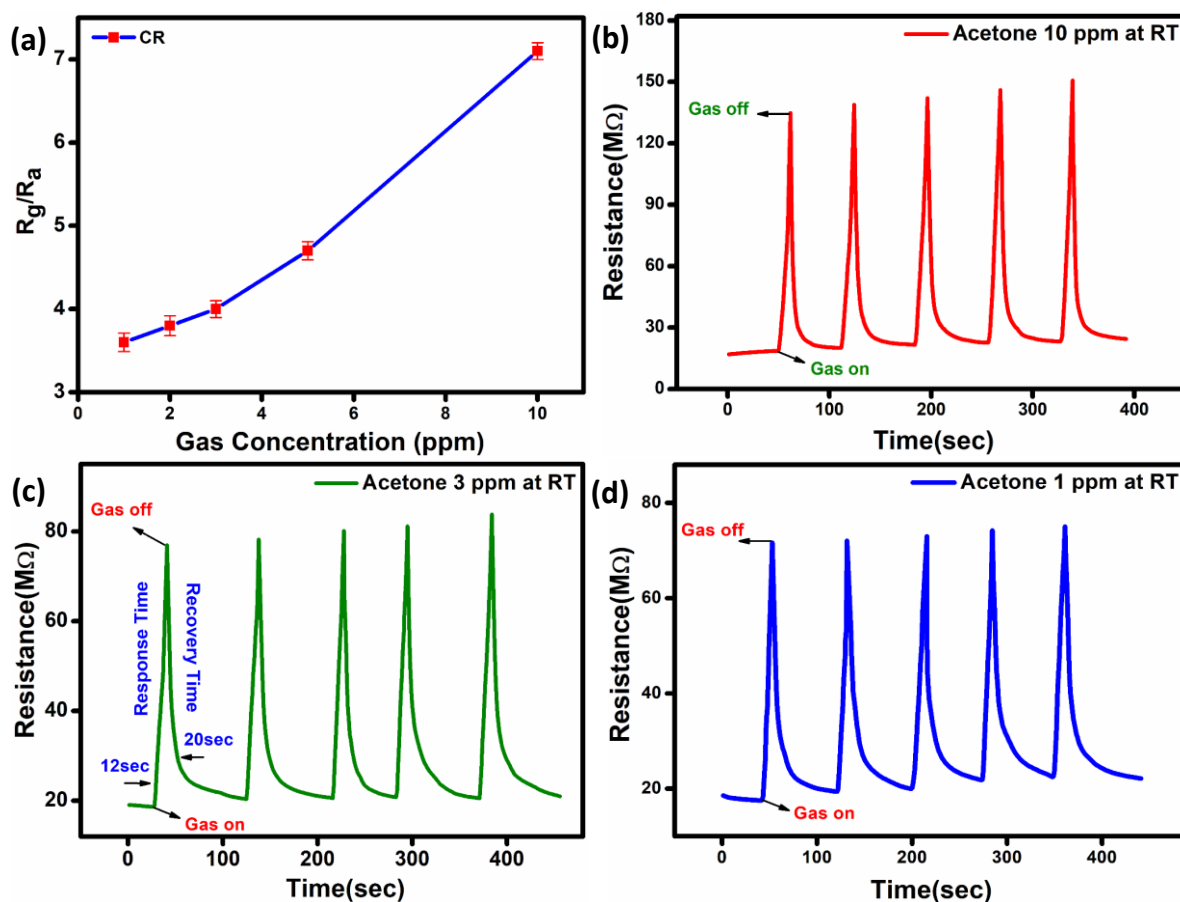 (a)
CR
7
6
5
4
3
Rg/Ra
0
2
4
6
8
10
Gas Concentration (ppm)
(b)
Acetone 10 ppm at RT
180
150
120
90
60
30
0
Resistance(MΩ)
Gas off
Gas on
0
100
200
300
400
Time(sec)
(c)
Acetone 3 ppm at RT
Gas off
80
60
40
20
Resistance(MΩ)
Response Time
Recovery Time
20sec
12sec
Gas on
0
100
200
300
400
Time(sec)
(d)
Acetone 1 ppm at RT
80
60
40
20
Resistance(MΩ)
Gas off
Gas on
0
100
200
300
400
Time(sec)